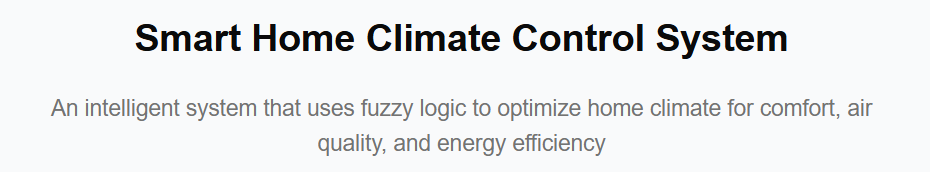 Smart Home Climate Control System
An intelligent system that uses fuzzy logic to optimize home climate for comfort, air
quality, and energy efficiency